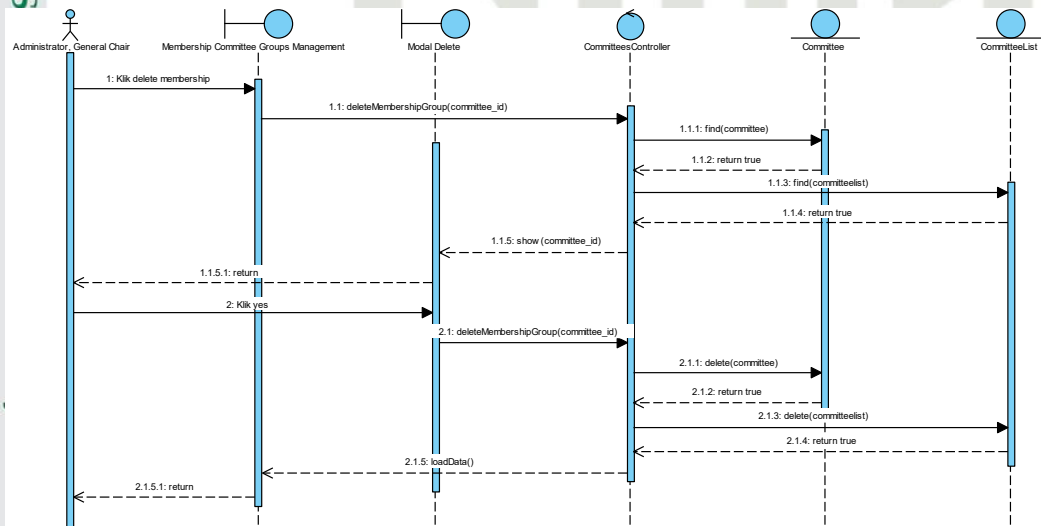 Administrator, General Chair
Membership Committee Groups Management
Modal Delete
CommitteesController
Committee
CommitteeList
1: Klik delete membership
1.1: deleteMembershipGroup(committee_id)
1.1.1: find(committee)
1.1.2: return true
1.1.3: find(committeelist)
1.1.4: return true
1.1.5: show (committee_id)
1.1.5.1: return
2: Klik yes
2.1: deleteMembershipGroup(committee_id)
2.1.1: delete(committee)
2.1.2: return true
2.1.3: delete(committeelist)
2.1.4: return true
2.1.5: loadData()
2.1.5.1: return